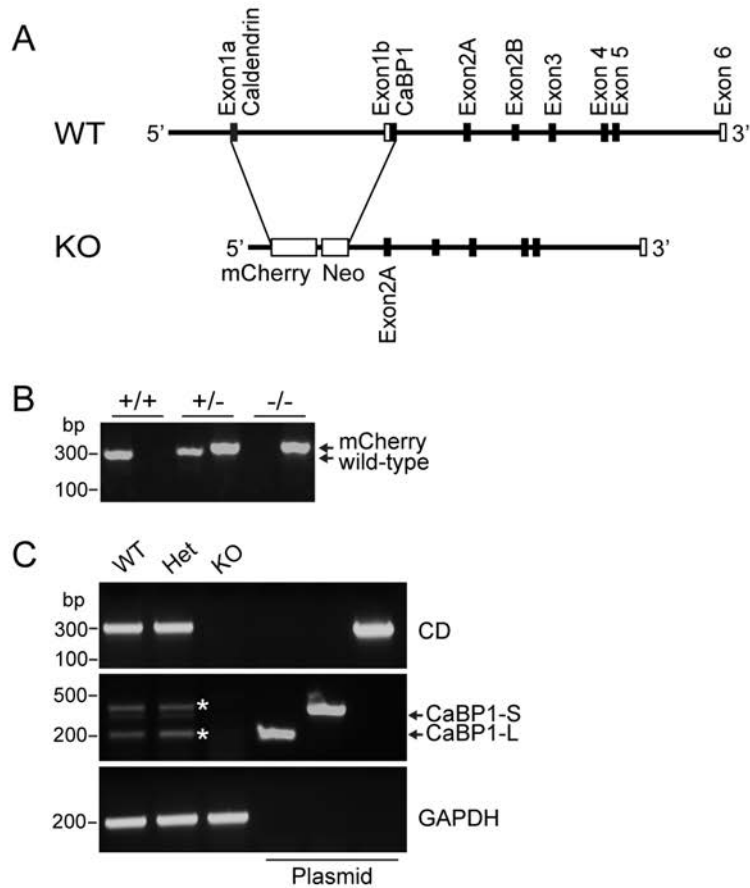 A
Exon1a
Caldendrin
Exon1b
CaBP1
Exon2A
Exon2B
Exon3
Exon 4
Exon 5
Exon 6
WT 5’ 3’
KO 5’ 3’
mCherry Neo
Exon2A
B
+/+ +/- -/-
bp
300
100
mCherry
wild-type
C
WT Het KO
bp
300
100
CD
500
200
*
*
CaBP1-S
CaBP1-L
200
GAPDH
Plasmid